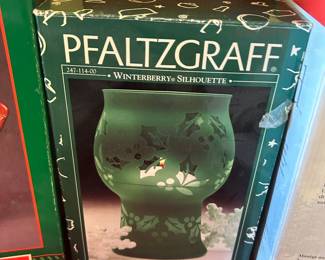 PFALTZGRAFF®
247-114-00
WINTERBERRY® SILHOUETTE